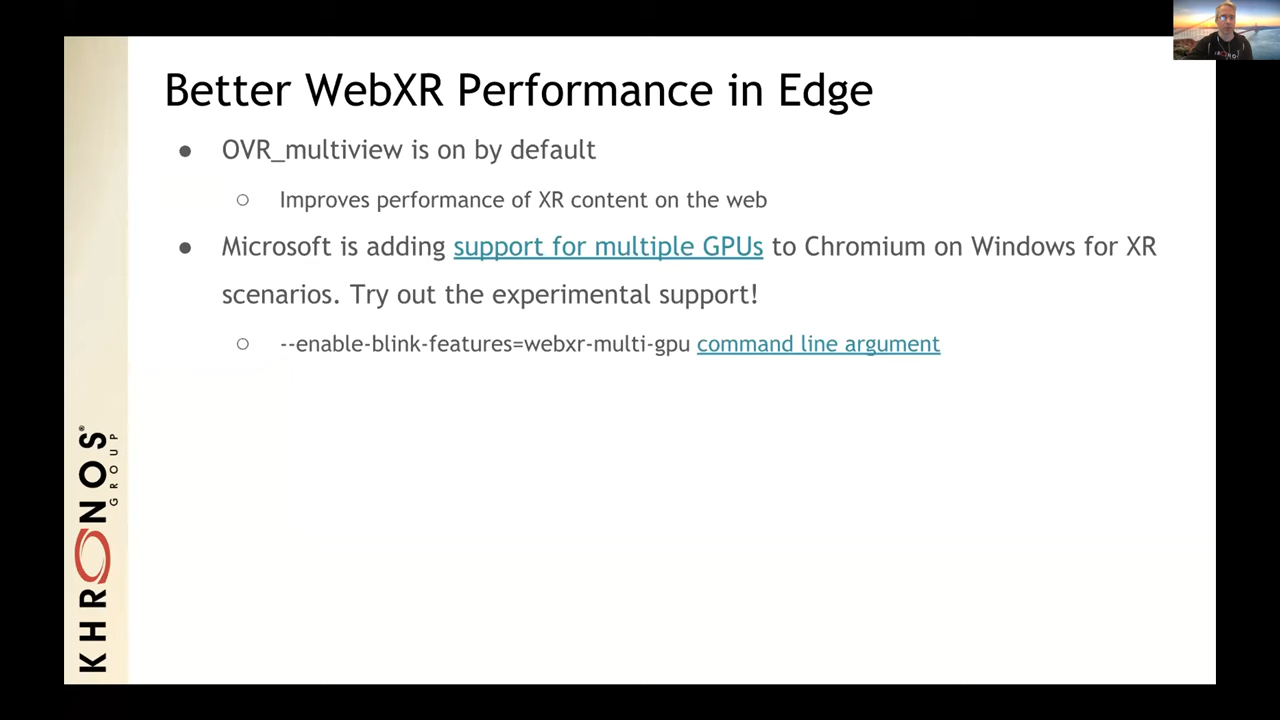 Better WebXR Performance in Edge
● OVR_multiview is on by default
○ Improves performance of XR content on the web
● Microsoft is adding support for multiple GPUs to Chromium on Windows for XR
scenarios. Try out the experimental support!
○ --enable-blink-features=webxr-multi-gpu command line argument
KHRONOS®
GROUP